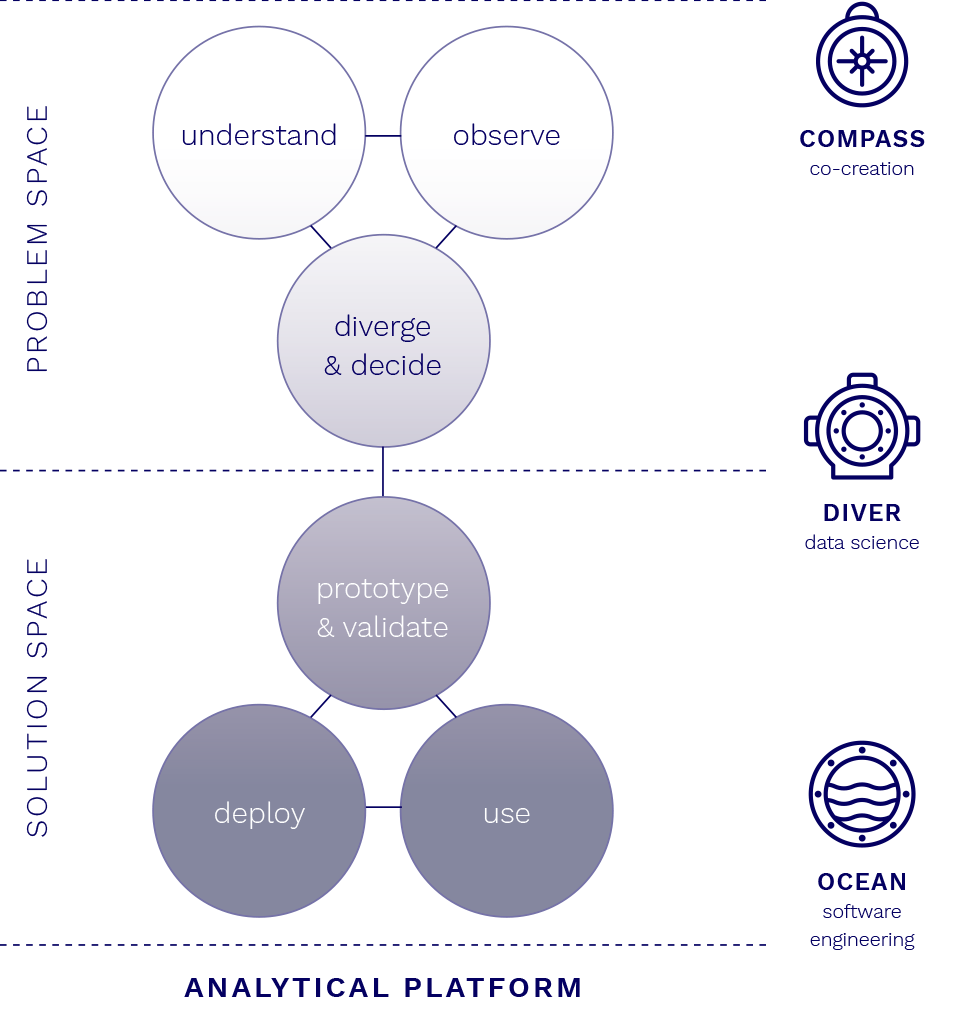 PROBLEM SPACE
understand
observe
diverge
& decide
SOLUTION SPACE
prototype
& validate
deploy
use
ANALYTICAL PLATFORM
COMPASS
co-creation
DIVER
data science
OCEAN
software
engineering